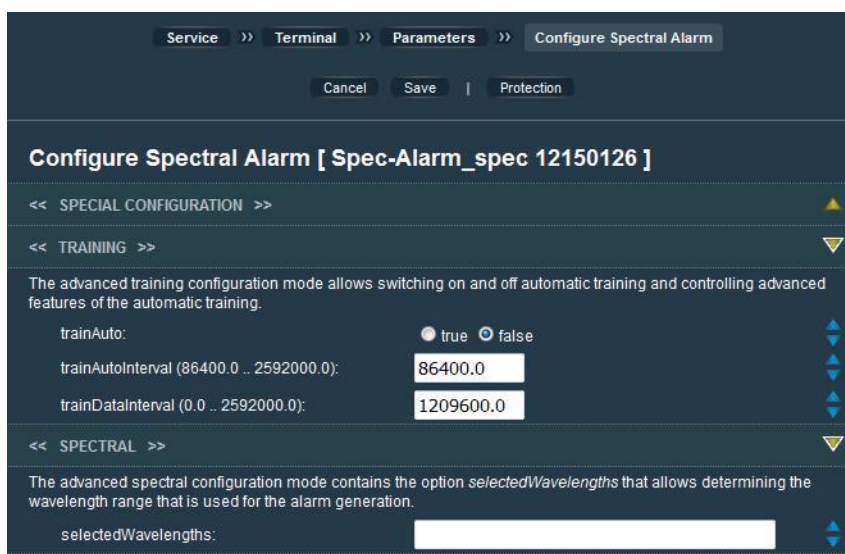 Service >> Terminal >> Parameters >> Configure Spectral Alarm
Cancel Save | Protection
Configure Spectral Alarm [ Spec-Alarm_spec 12150126 ]
<< SPECIAL CONFIGURATION >>
<< TRAINING >>
The advanced training configuration mode allows switching on and off automatic training and controlling advanced
features of the automatic training.
trainAuto: true false
trainAutoInterval (86400.0 .. 2592000.0): 86400.0
trainDataInterval (0.0 .. 2592000.0): 1209600.0
<< SPECTRAL >>
The advanced spectral configuration mode contains the option selectedWavelengths that allows determining the
wavelength range that is used for the alarm generation.
selectedWavelengths: